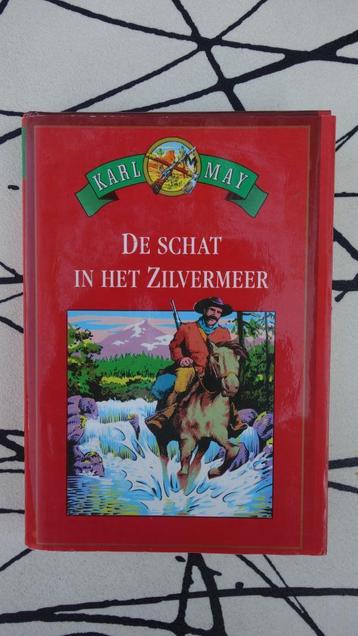 KARL MAY
DE SCHAT
IN HET ZILVERMEER